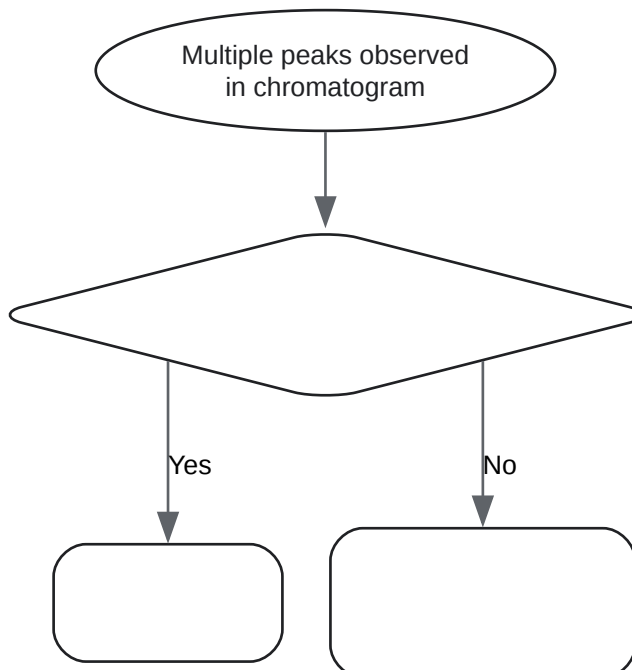 Multiple peaks observed
in chromatogram
Yes
No